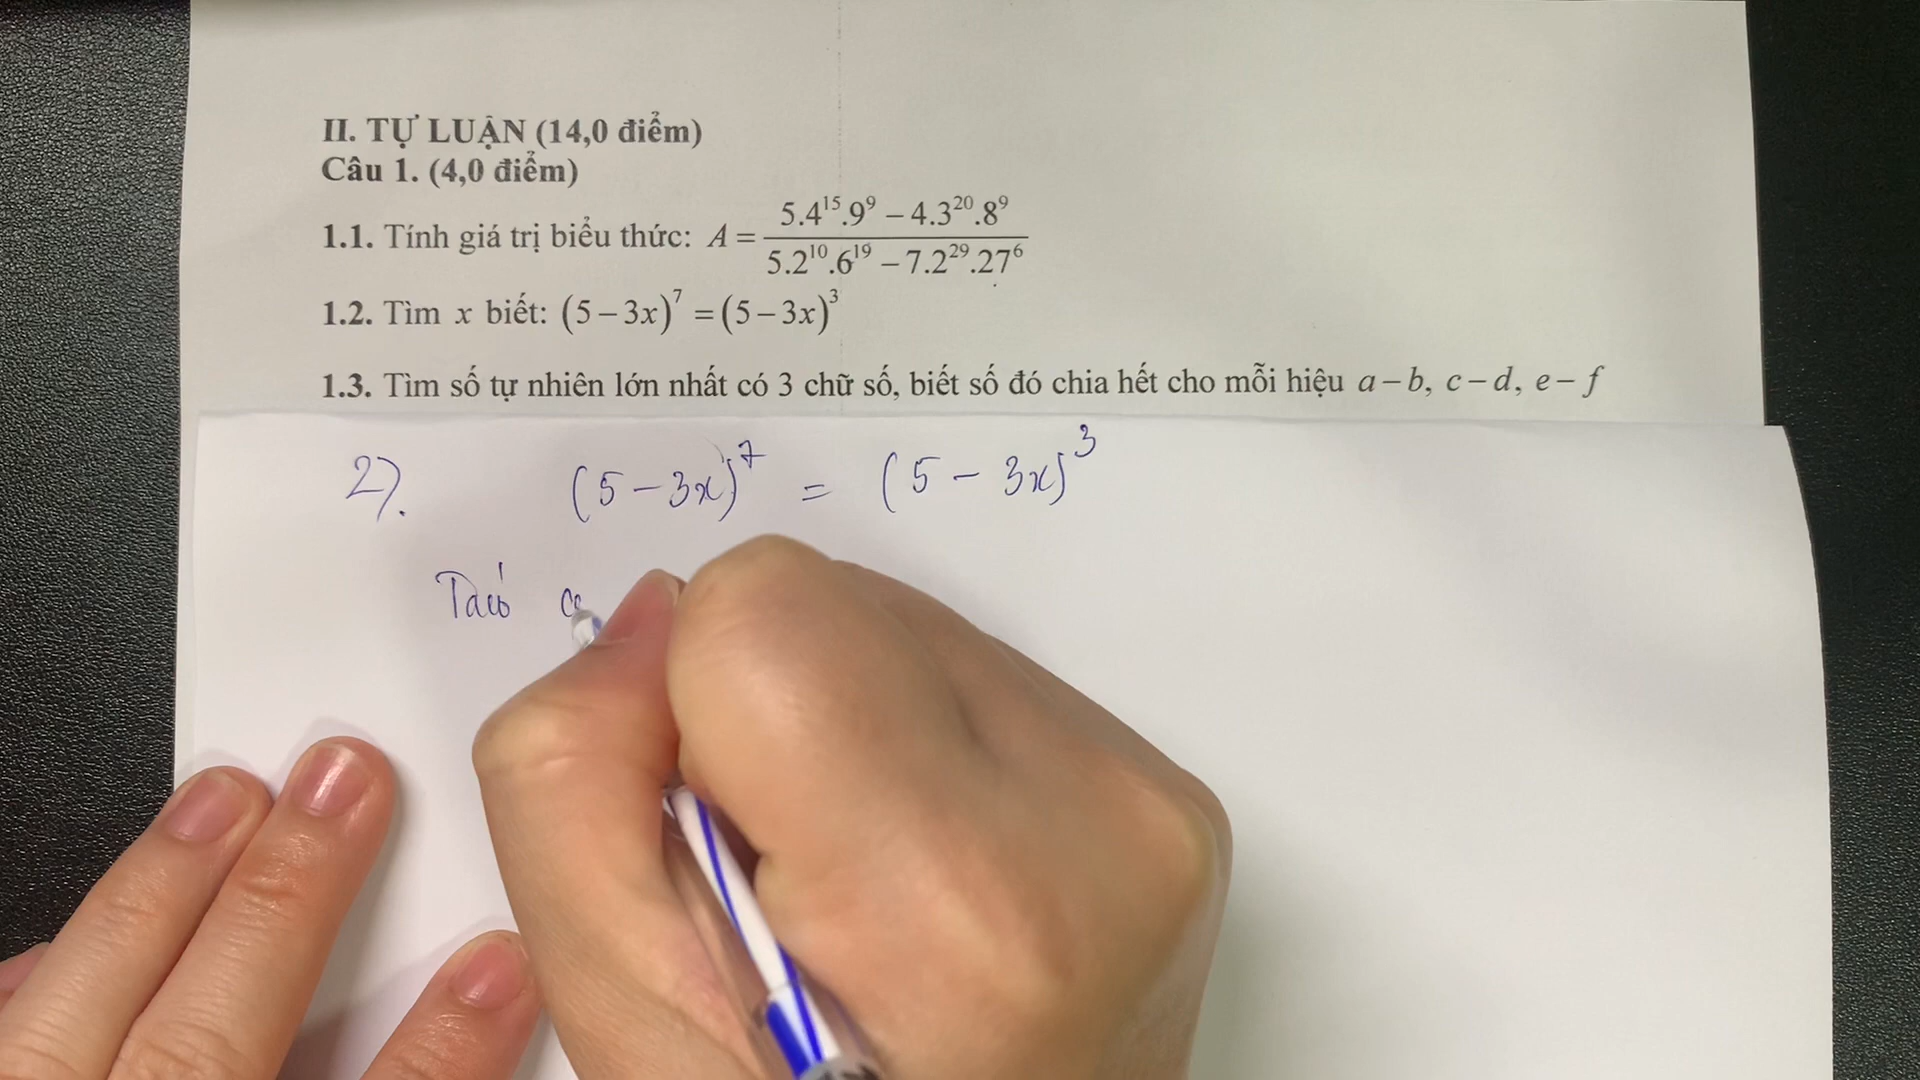 II. TỰ LUẬN (14,0 điểm)
Câu 1. (4,0 điểm)
1.1. Tính giá trị biểu thức: A = (5.4^15.9^9 – 4.3^20.8^9) / (5.2^10.6^19 – 7.2^29.27^6)
1.2. Tìm x biết: (5 – 3x)^7 = (5 – 3x)^3
1.3. Tìm số tự nhiên lớn nhất có 3 chữ số, biết số đó chia hết cho mỗi hiệu a – b, c – d, e – f
2). (5 – 3x)^7 = (5 – 3x)^3